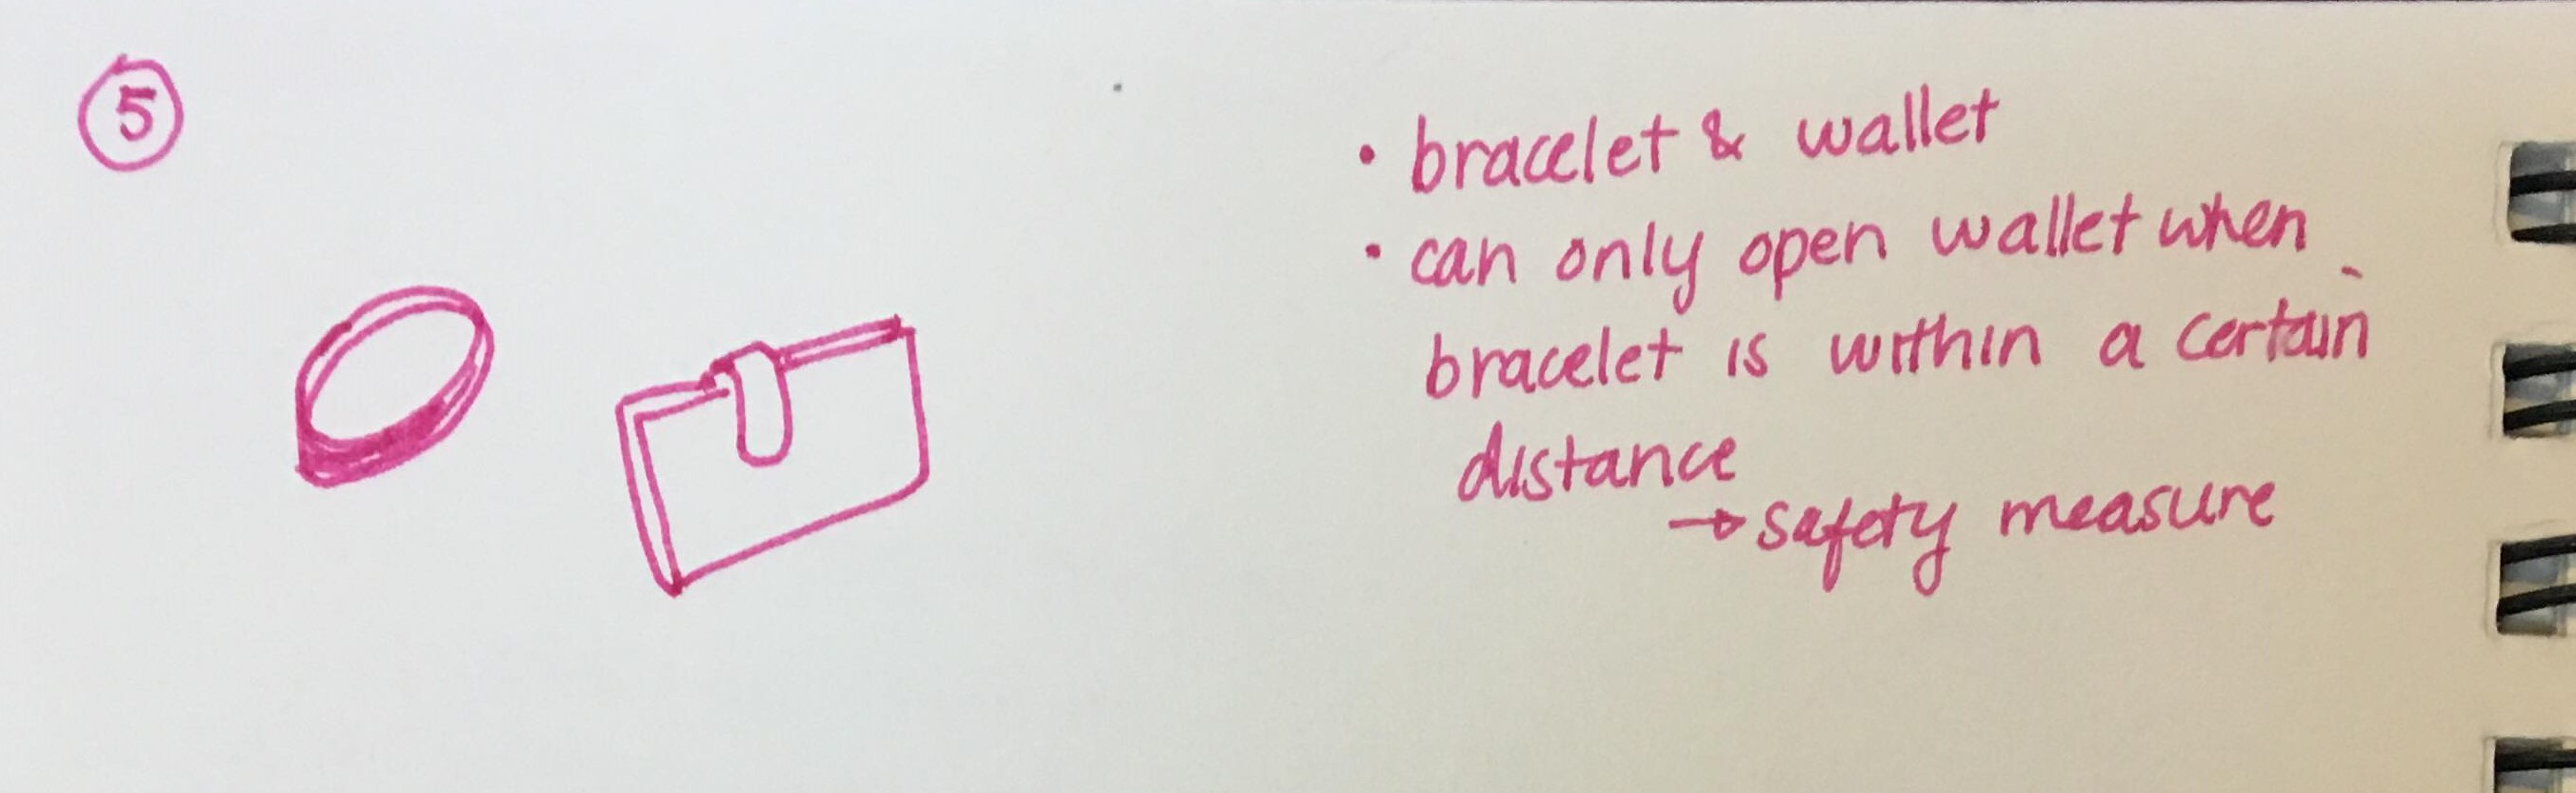 5
• bracelet & wallet
• can only open wallet when
bracelet is within a certain
distance
→ safety measure